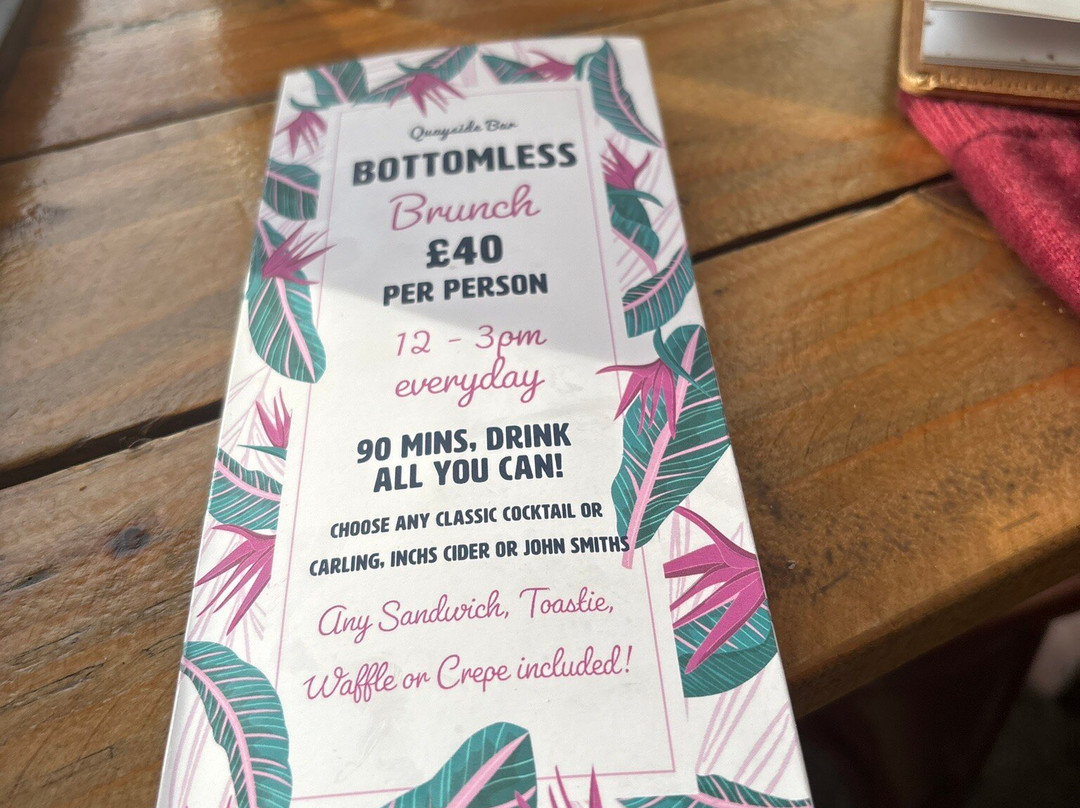 Quayside Bar
BOTTOMLESS
Brunch
£40
PER PERSON
12 - 3pm
everyday
90 MINS, DRINK
ALL YOU CAN!
CHOOSE ANY CLASSIC COCKTAIL OR
CARLING, INCHS CIDER OR JOHN SMITHS
Any Sandwich, Toastie,
Waffle or Crepe included!